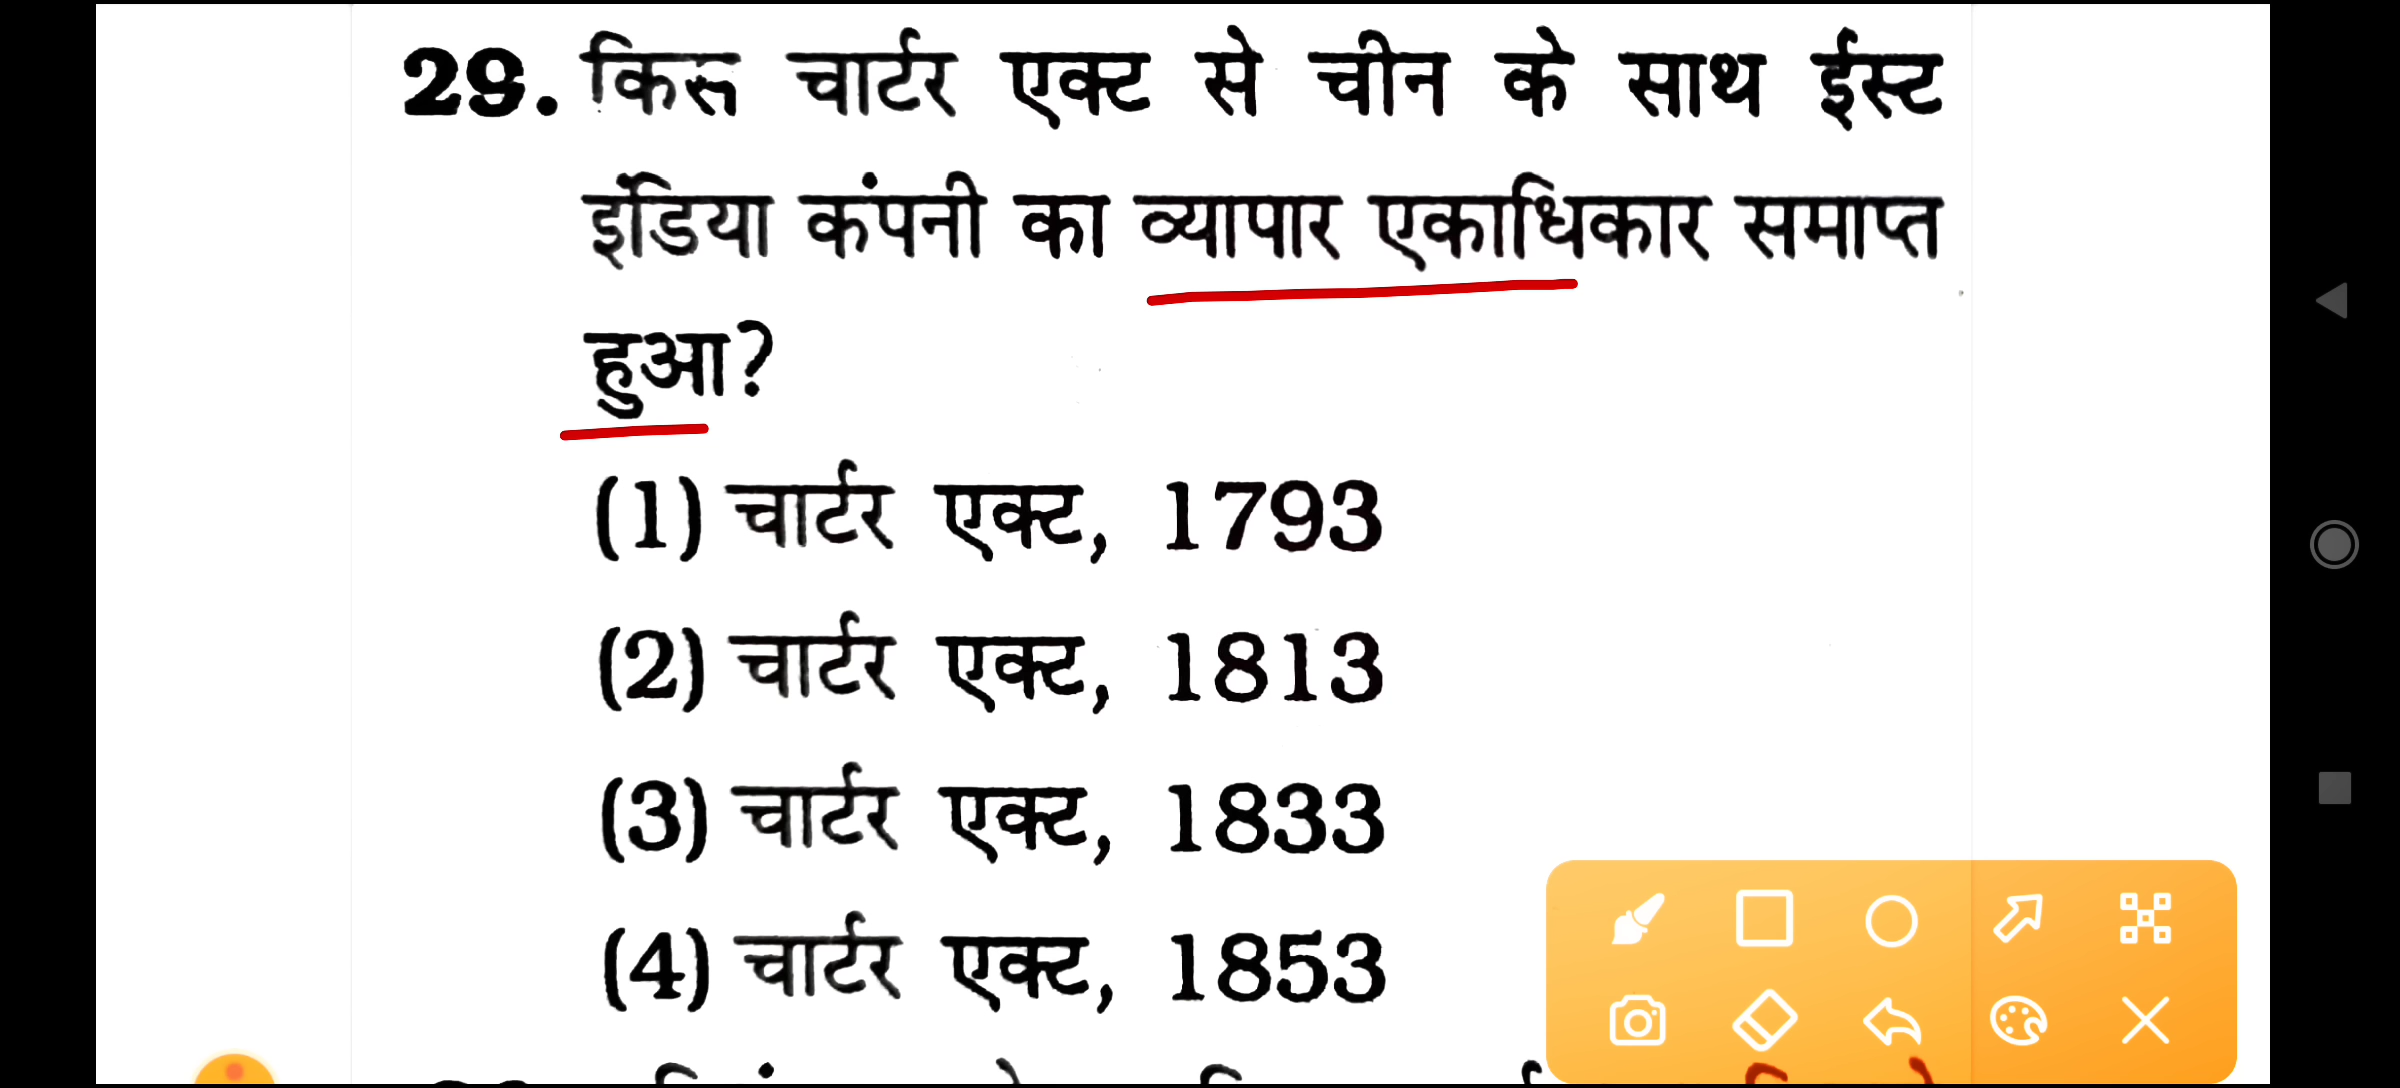 29. किस चार्टर एक्ट से चीन के साथ ईस्ट
इंडिया कंपनी का व्यापार एकाधिकार समाप्त
हुआ?
(1) चार्टर एक्ट, 1793
(2) चार्टर एक्ट, 1813
(3) चार्टर एक्ट, 1833
(4) चार्टर एक्ट, 1853